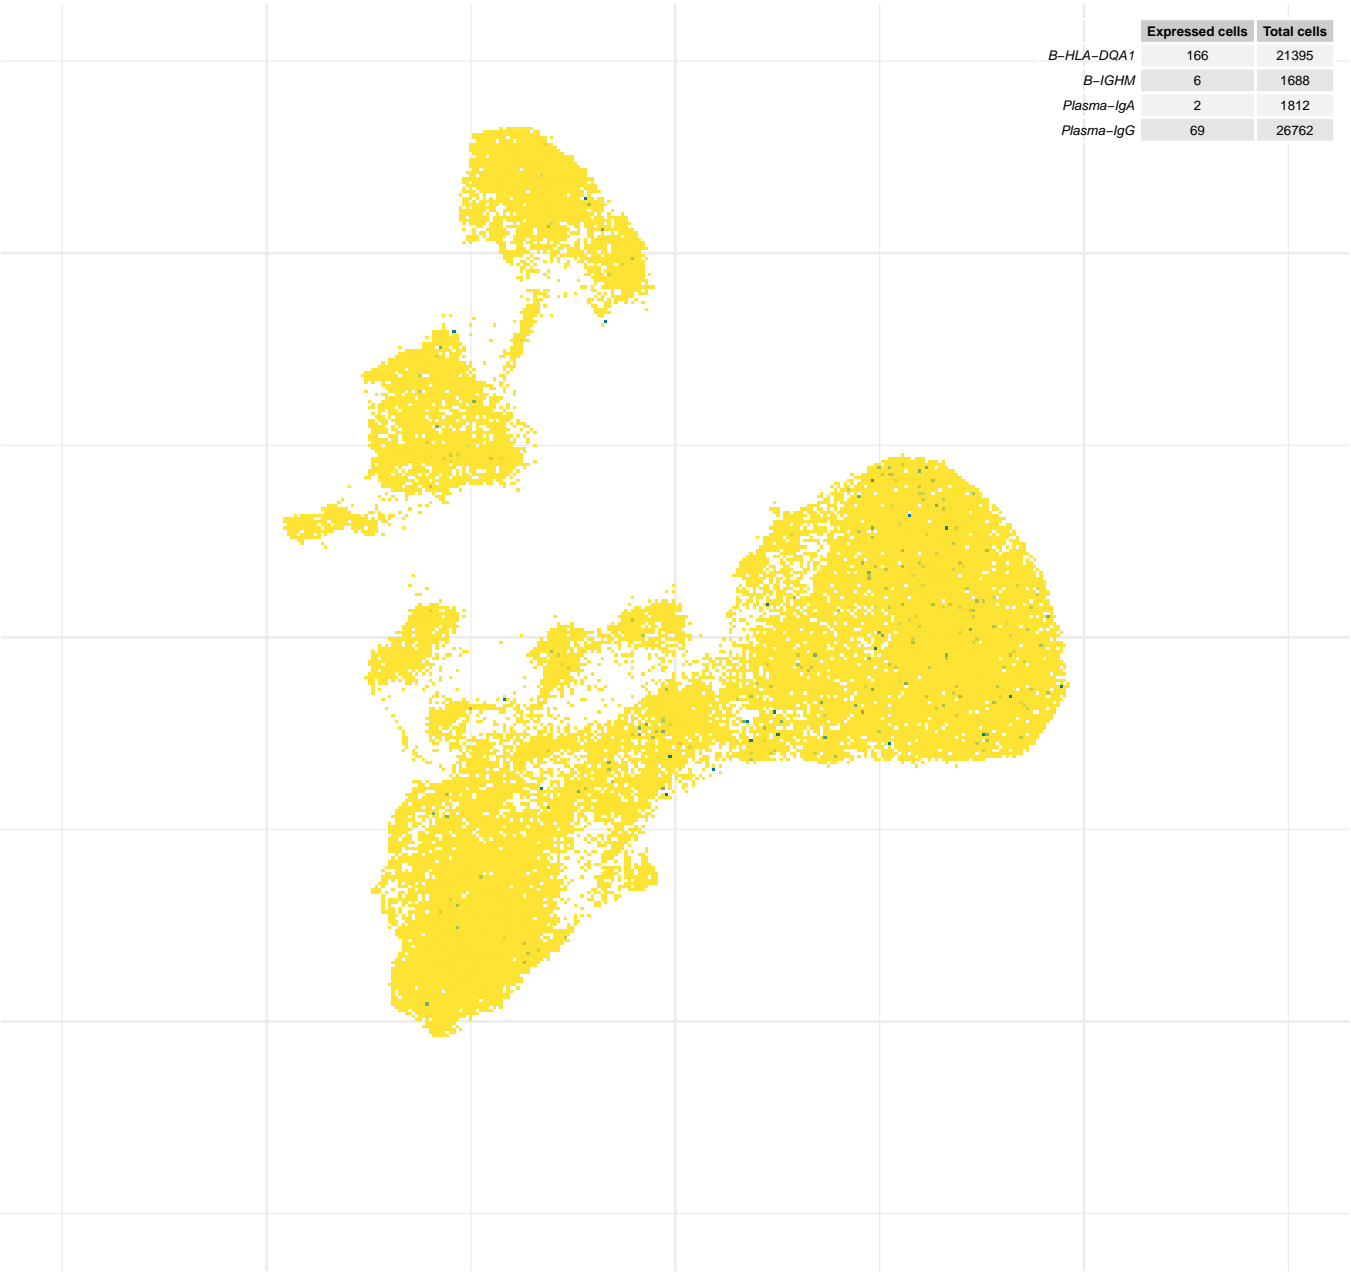 Expressed cells Total cells
B−HLA−DQA1 166 21395
B−IGHM 6 1688
Plasma−IgA 2 1812
Plasma−IgG 69 26762